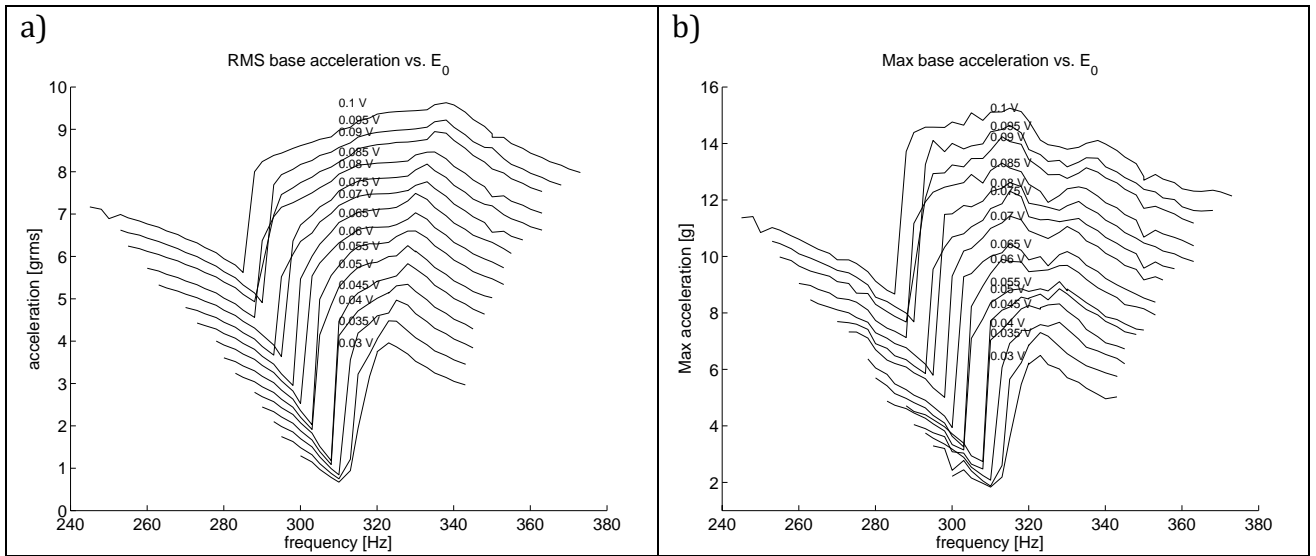 a)
RMS base acceleration vs. E0
10
9
8
7
6
5
4
3
2
1
0
acceleration [grms]
0.1 V
0.095 V
0.09 V
0.085 V
0.08 V
0.075 V
0.07 V
0.065 V
0.06 V
0.055 V
0.05 V
0.045 V
0.04 V
0.035 V
0.03 V
240 260 280 300 320 340 360 380
frequency [Hz]
b)
Max base acceleration vs. E0
16
14
12
10
8
6
4
2
Max acceleration [g]
0.1 V
0.095 V
0.09 V
0.085 V
0.08 V
0.075 V
0.07 V
0.065 V
0.06 V
0.055 V
0.05 V
0.045 V
0.04 V
0.035 V
0.03 V
240 260 280 300 320 340 360 380
frequency [Hz]